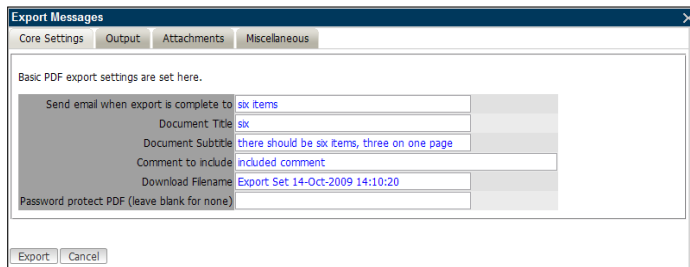 Export Messages
Core Settings Output Attachments Miscellaneous
Basic PDF export settings are set here.
Send email when export is complete to six items
Document Title six
Document Subtitle there should be six items, three on one page
Comment to include included comment
Download Filename Export Set 14-Oct-2009 14:10:20
Password protect PDF (leave blank for none)
Export Cancel